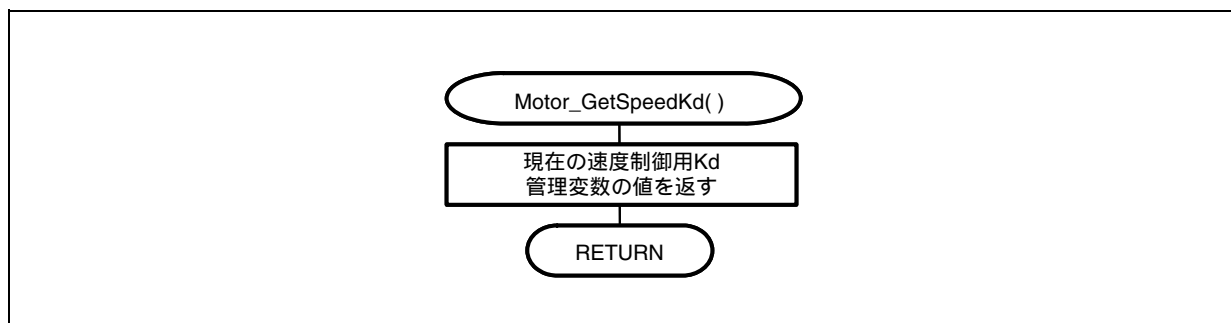 Motor_GetSpeedKd( )
現在の速度制御用Kd
管理変数の値を返す
RETURN